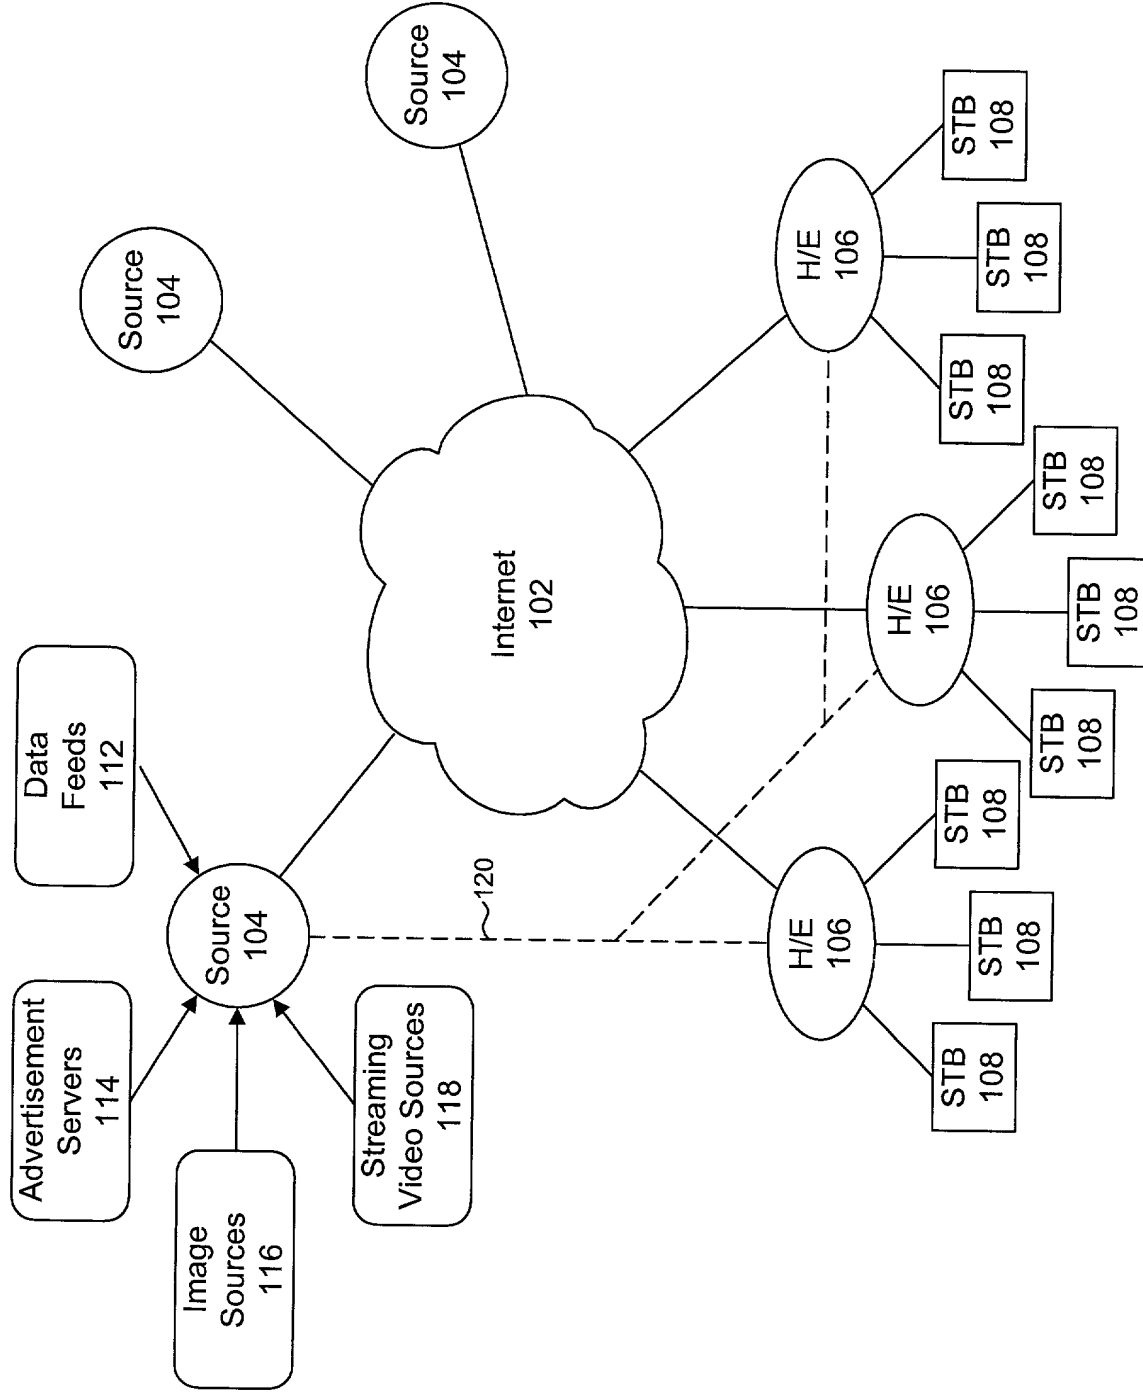 Image
Sources
116
Advertisement
Servers
114
Streaming
Video Sources
118
Data
Feeds
112
Source
104
Source
104
Source
104
120
Internet
102
H/E
106
H/E
106
H/E
106
STB
108
STB
108
STB
108
STB
108
STB
108
STB
108
STB
108
STB
108
STB
108